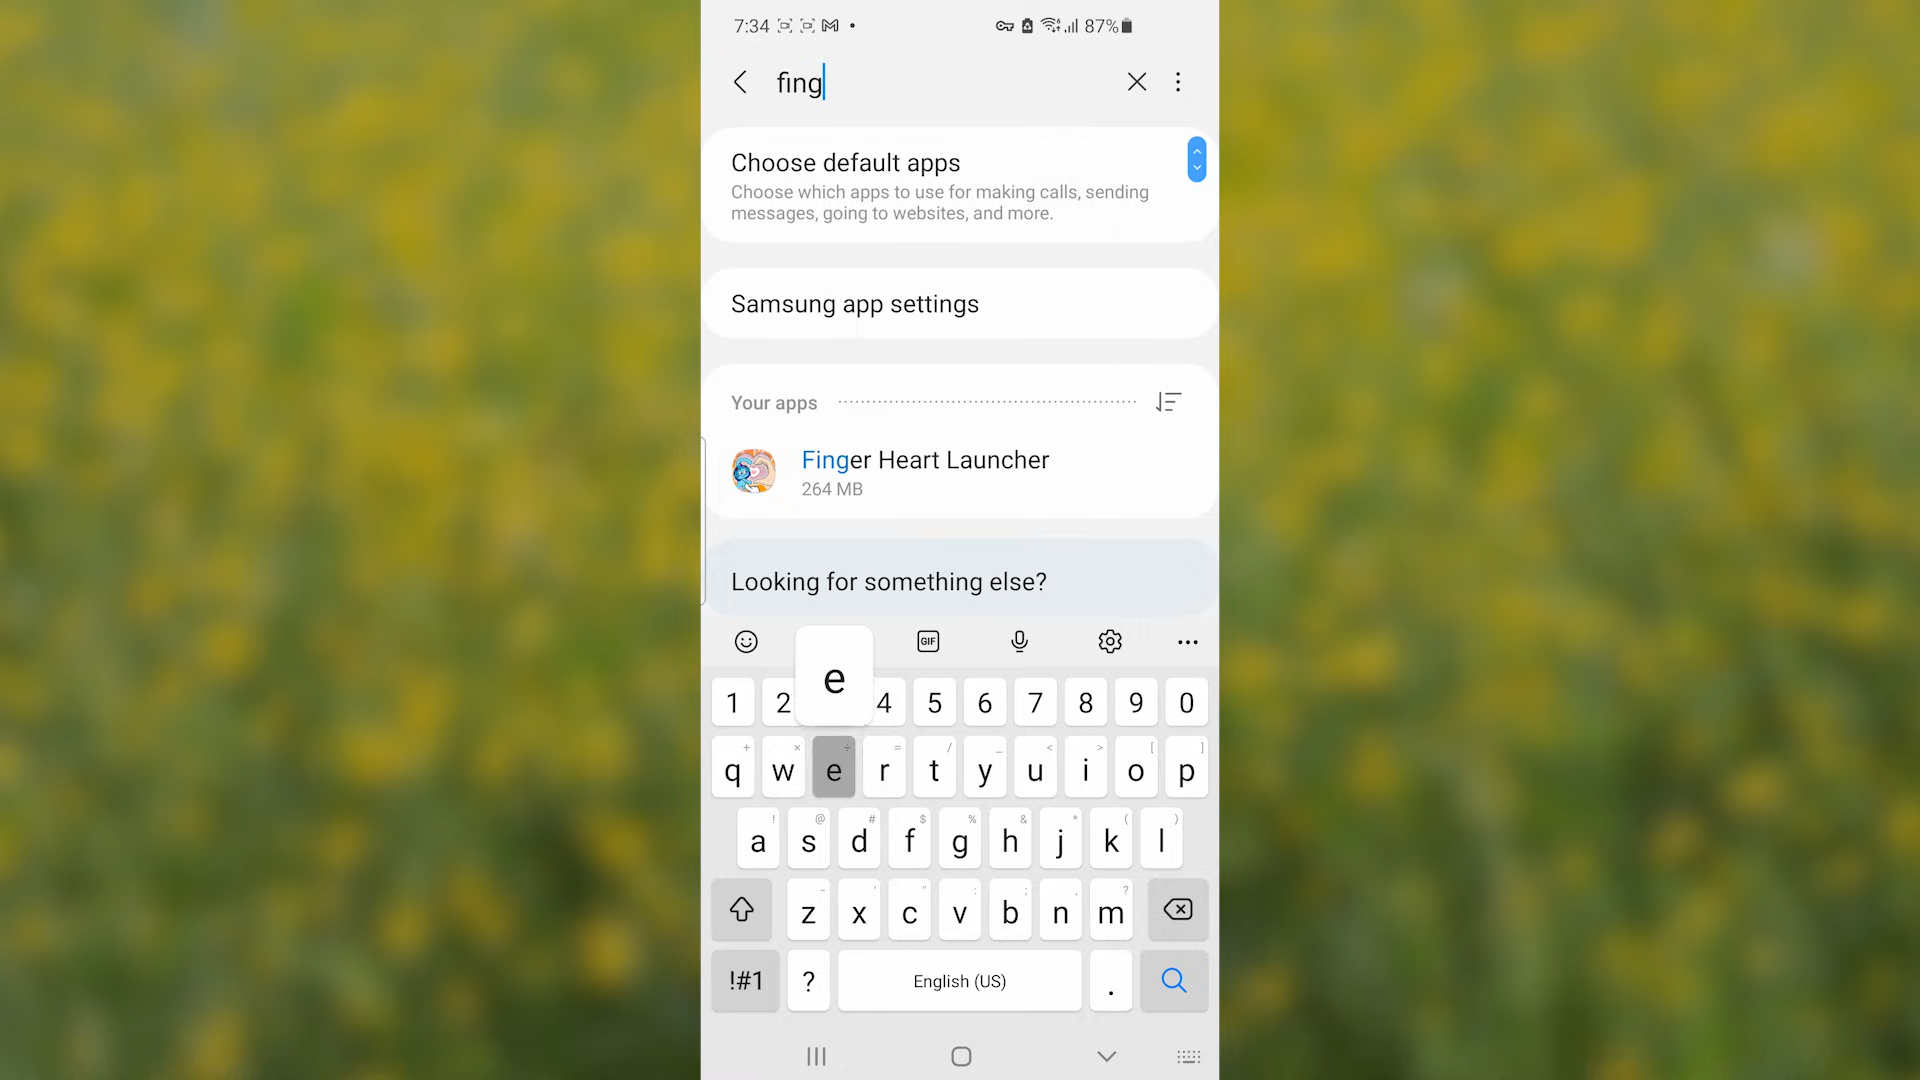 7:34 87%
fing
Choose default apps
Choose which apps to use for making calls, sending
messages, going to websites, and more.
Samsung app settings
Your apps
Finger Heart Launcher
264 MB
Looking for something else?
GIF
e
1 2 4 5 6 7 8 9 0
+ × ÷ = / _ < > [ ]
q w e r t y u i o p
! @ # $ % & * ( )
a s d f g h j k l
- ' " : ; , ?
z x c v b n m
!#1 ? English (US) .